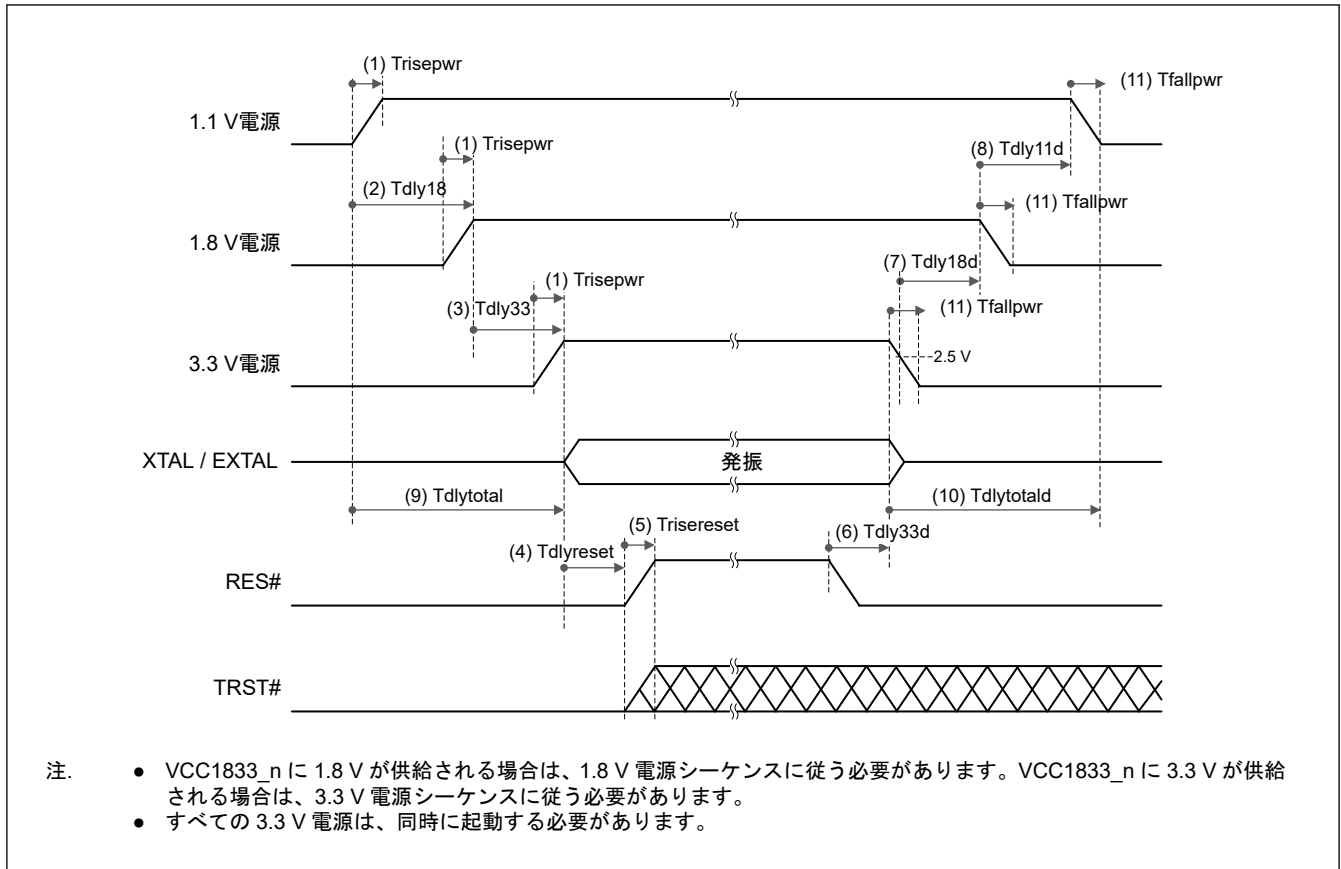 (1) Trisepwr
(11) Tfallpwr
1.1 V電源
(1) Trisepwr
(8) Tdly11d
(2) Tdly18
(11) Tfallpwr
1.8 V電源
(7) Tdly18d
(1) Trisepwr
(3) Tdly33
(11) Tfallpwr
3.3 V電源
2.5 V
XTAL / EXTAL
発振
(9) Tdlytotal
(10) Tdlytotald
(5) Trisereset
(6) Tdly33d
(4) Tdlyreset
RES#
TRST#
注. ● VCC1833_n に 1.8 V が供給される場合は、1.8 V 電源シーケンスに従う必要があります。VCC1833_n に 3.3 V が供給
される場合は、3.3 V 電源シーケンスに従う必要があります。
● すべての 3.3 V 電源は、同時に起動する必要があります。